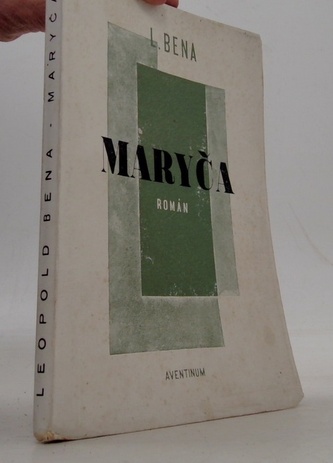 LEOPOLD BENA - MARYČA
L. BENA
MARYČA
ROMÁN
AVENTINUM